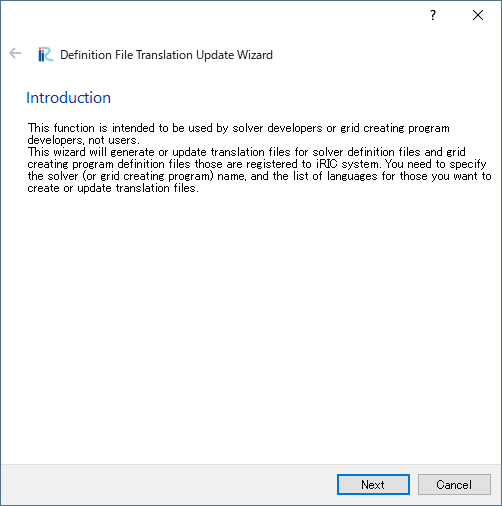 ?
iRC Definition File Translation Update Wizard
Introduction
This function is intended to be used by solver developers or grid creating program
developers, not users.
This wizard will generate or update translation files for solver definition files and grid
creating program definition files those are registered to iRIC system. You need to specify
the solver (or grid creating program) name, and the list of languages for those you want to
create or update translation files.
Next Cancel